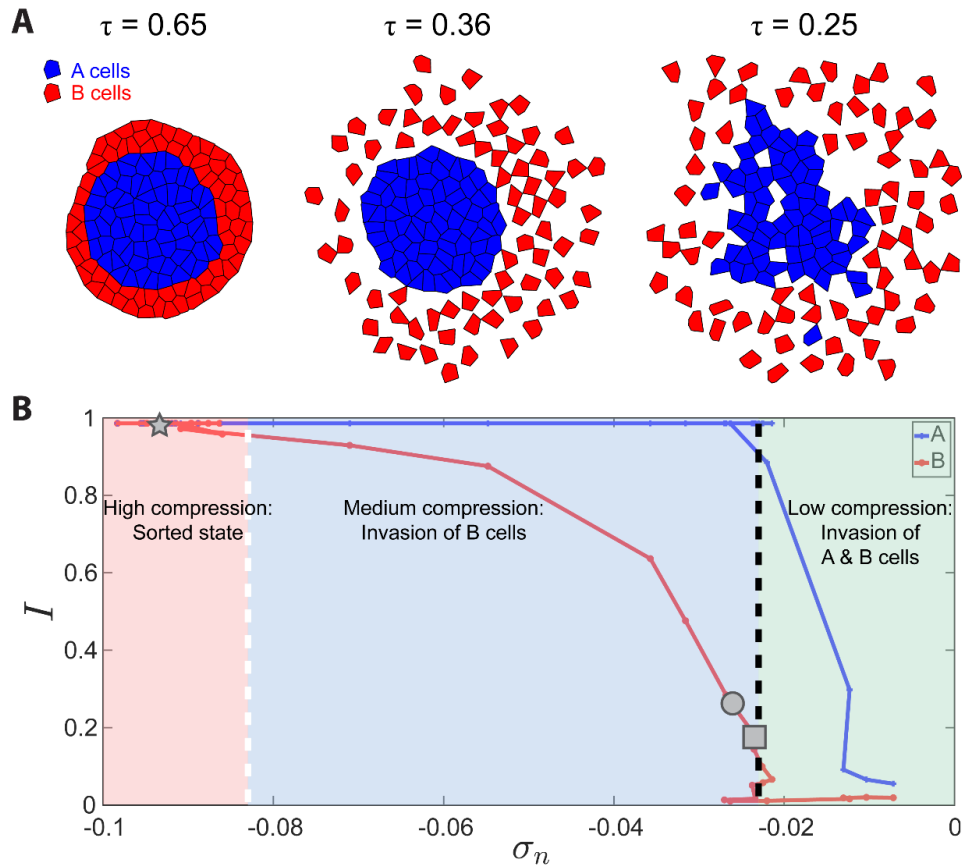 A
τ = 0.65 τ = 0.36 τ = 0.25
A cells
B cells
B
1
0.8
0.6
0.4
0.2
0
I
High compression:
Sorted state
Medium compression:
Invasion of B cells
Low compression:
Invasion of
A & B cells
A
B
-0.1 -0.08 -0.06 -0.04 -0.02 0
σn